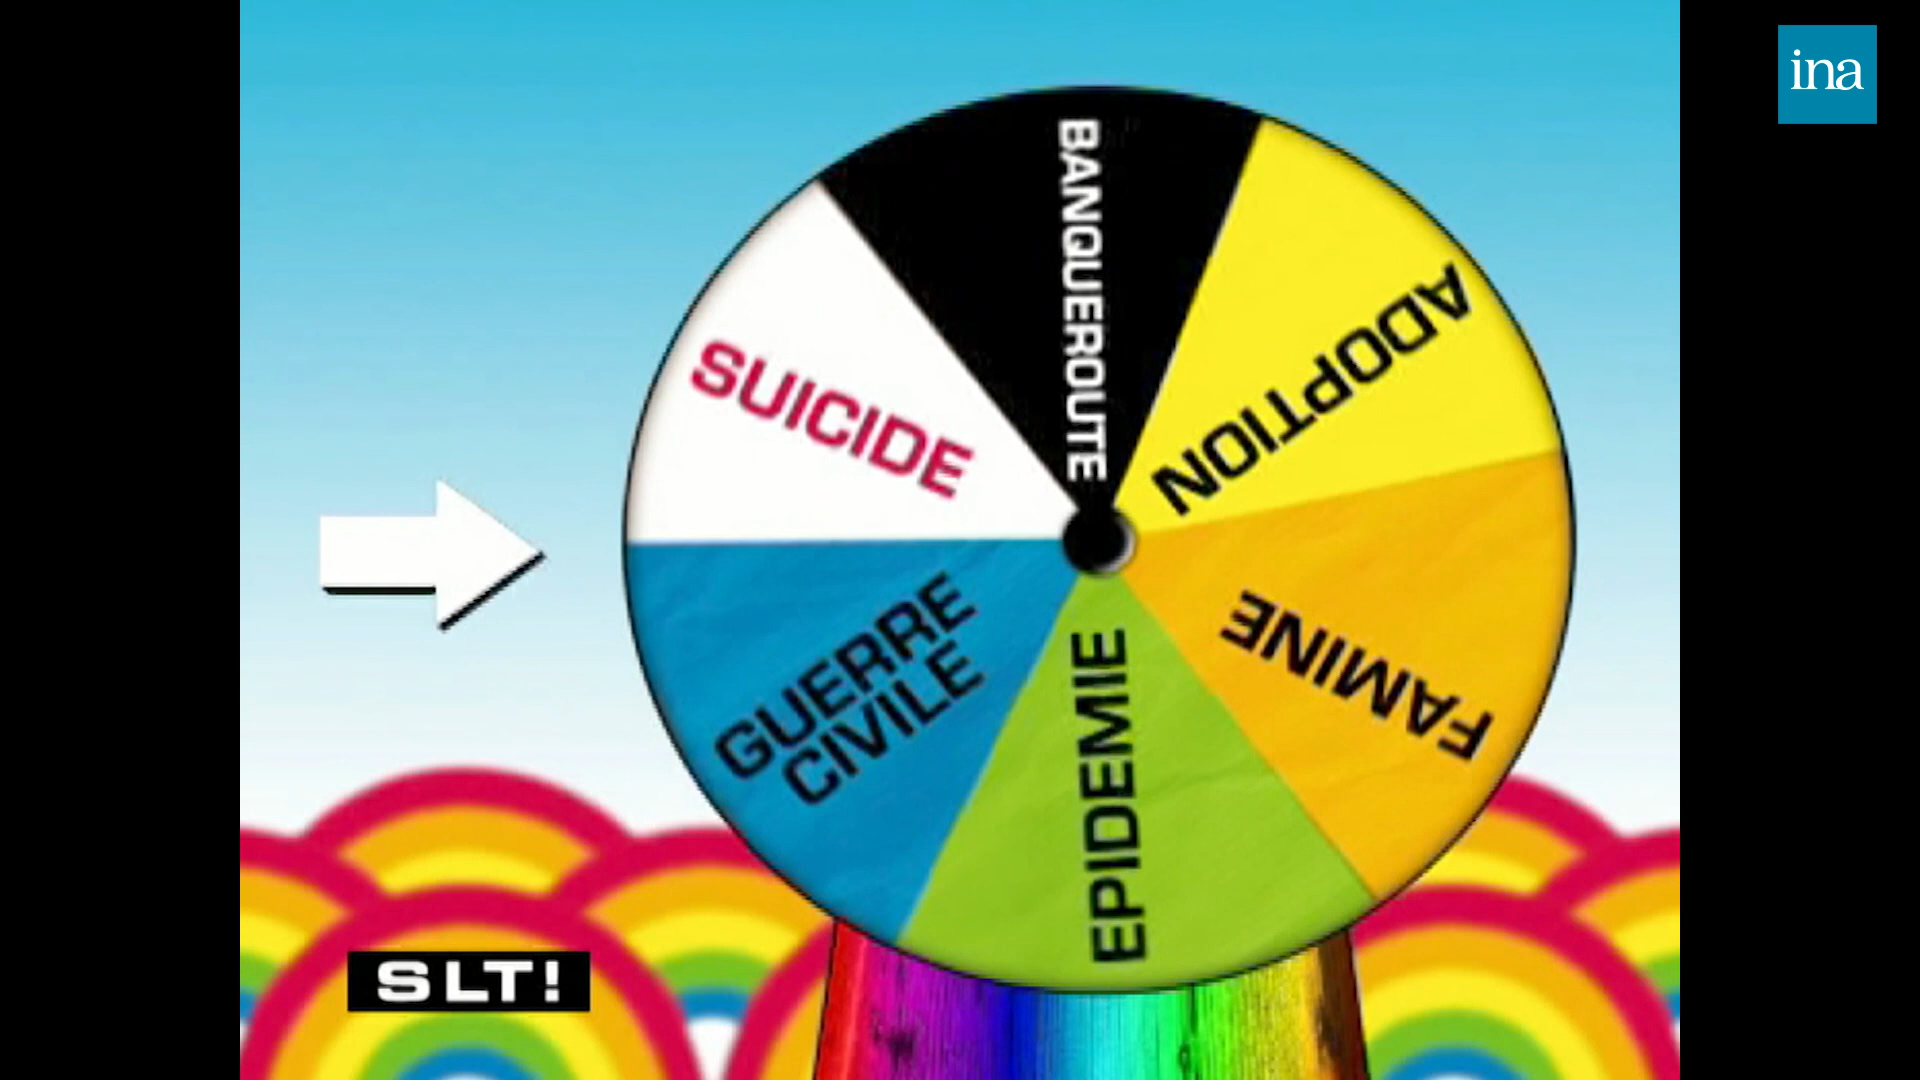 ina
BANQUEROUTE
ADOPTION
SUICIDE
FAMINE
GUERRE
CIVILE
EPIDEMIE
SLT!